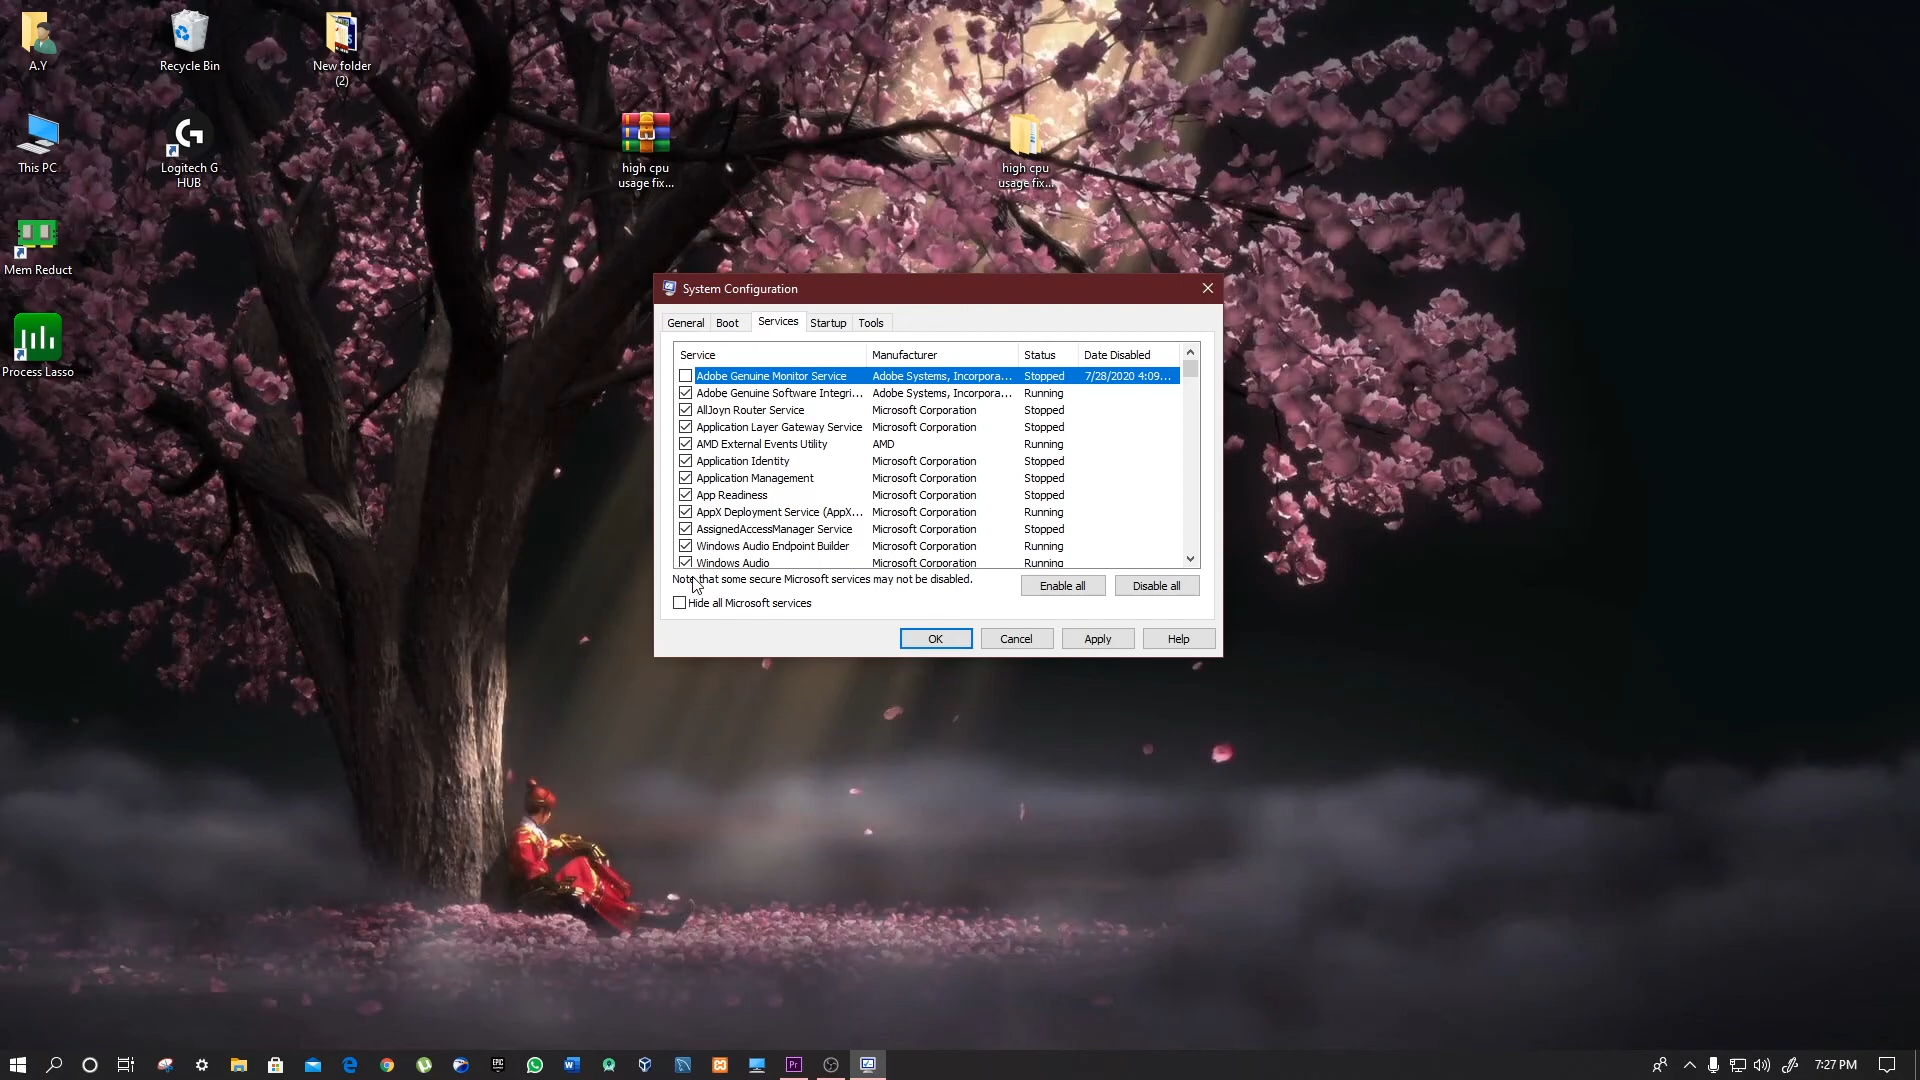 A.Y
Recycle Bin
New folder
(2)
This PC
Logitech G
HUB
high cpu
usage fix...
high cpu
usage fix...
Mem Reduct
Process Lasso
System Configuration
General Boot Services Startup Tools
Service Manufacturer Status Date Disabled
Adobe Genuine Monitor Service Adobe Systems, Incorpora... Stopped 7/28/2020 4:09...
Adobe Genuine Software Integri... Adobe Systems, Incorpora... Running
AllJoyn Router Service Microsoft Corporation Stopped
Application Layer Gateway Service Microsoft Corporation Stopped
AMD External Events Utility AMD Running
Application Identity Microsoft Corporation Stopped
Application Management Microsoft Corporation Stopped
App Readiness Microsoft Corporation Stopped
AppX Deployment Service (AppX... Microsoft Corporation Running
AssignedAccessManager Service Microsoft Corporation Stopped
Windows Audio Endpoint Builder Microsoft Corporation Running
Windows Audio Microsoft Corporation Running
Note that some secure Microsoft services may not be disabled.
Enable all Disable all
Hide all Microsoft services
OK Cancel Apply Help
EPIC
W
Pr
7:27 PM